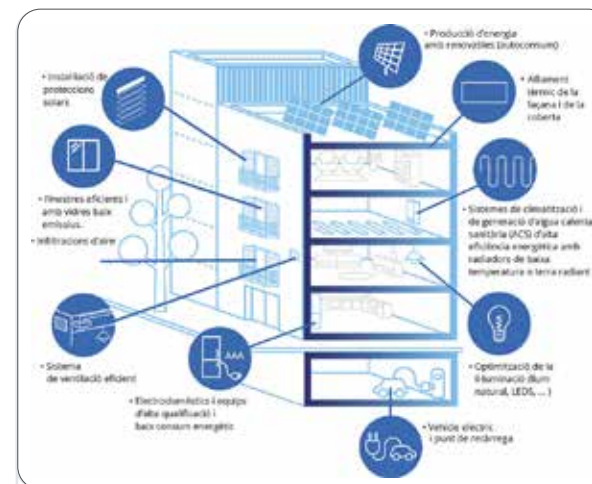 • Producció d'energia
amb renovables (autoconsum)
• Instal·lació de
proteccions
solars
• Aïllament
tèrmic de la
façana i de la
coberta
• Finestres eficients i
amb vidres baix
emissius.
• Infiltracions d'aire
• Sistemes de climatització i
de generació d'aigua calenta
sanitària (ACS) d'alta
eficiència energètica amb
radiadors de baixa
temperatura o terra radiant
• Sistema
de ventilació eficient
AAA
• Electrodomèstics i equips
d'alta qualificació i
baix consum energètic
• Optimització de la
il·luminació (llum
natural, LEDS, ... )
• Vehicle elèctric
i punt de recàrrega